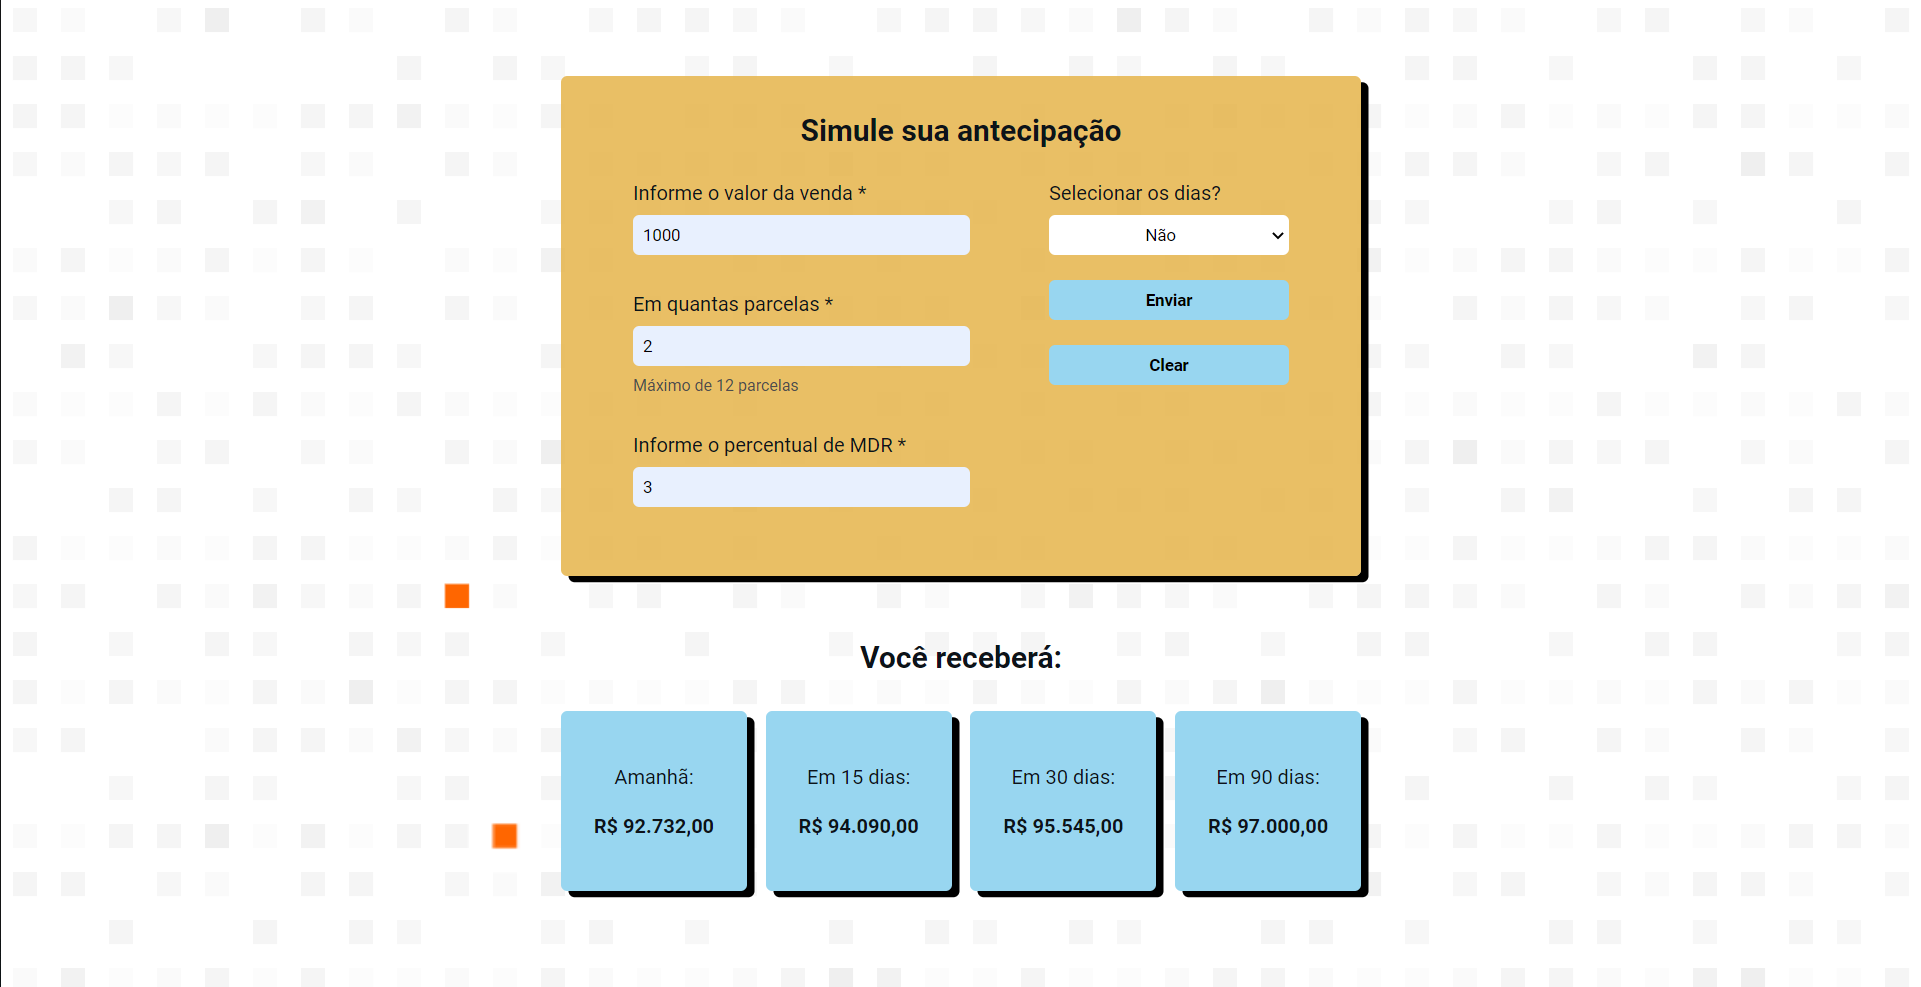 Simule sua antecipação
Informe o valor da venda *
1000
Em quantas parcelas *
2
Máximo de 12 parcelas
Informe o percentual de MDR *
3
Selecionar os dias?
Não
Enviar
Clear
Você receberá:
Amanhã:
R$ 92.732,00
Em 15 dias:
R$ 94.090,00
Em 30 dias:
R$ 95.545,00
Em 90 dias:
R$ 97.000,00